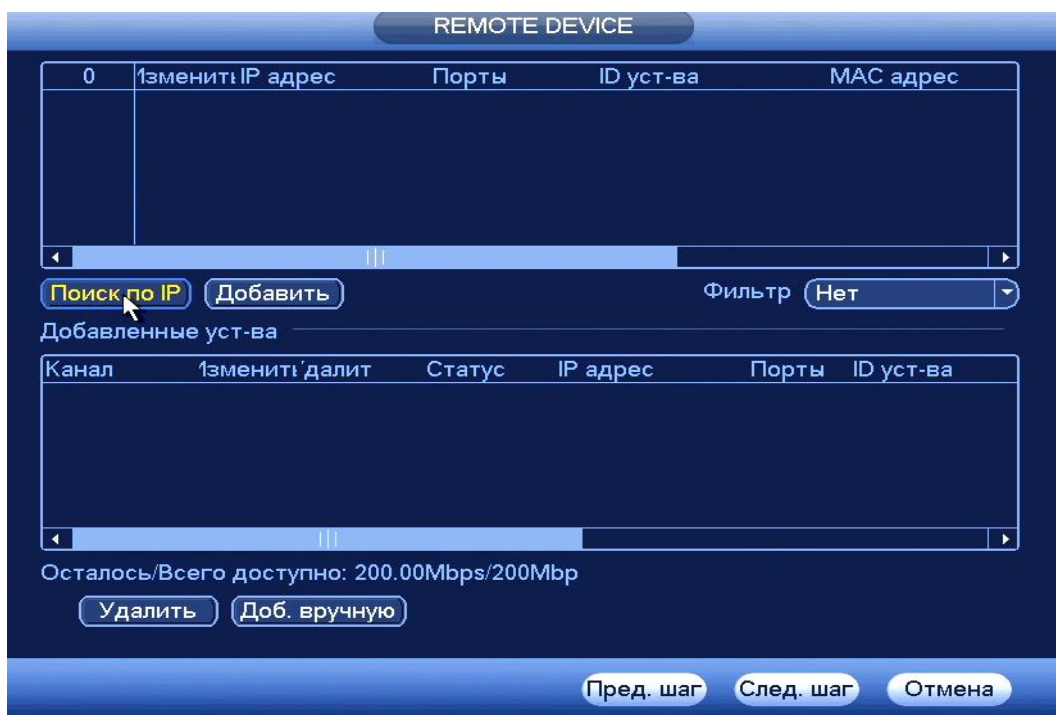 REMOTE DEVICE
0 Изменить IP адрес Порты ID уст-ва MAC адрес
Поиск по IP Добавить Фильтр Нет
Добавленные уст-ва
Канал Изменить Удалит Статус IP адрес Порты ID уст-ва
Осталось/Всего доступно: 200.00Mbps/200Mbp
Удалить Доб. вручную
Пред. шаг След. шаг Отмена